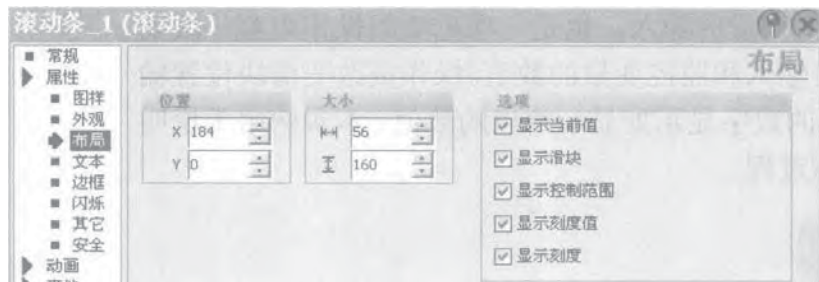 滚动条_1 (滚动条)
常规
属性
图样
外观
布局
文本
边框
闪烁
其它
安全
动画
布局
位置
X 184
Y 0
大小
56
160
选项
显示当前值
显示滑块
显示控制范围
显示刻度值
显示刻度